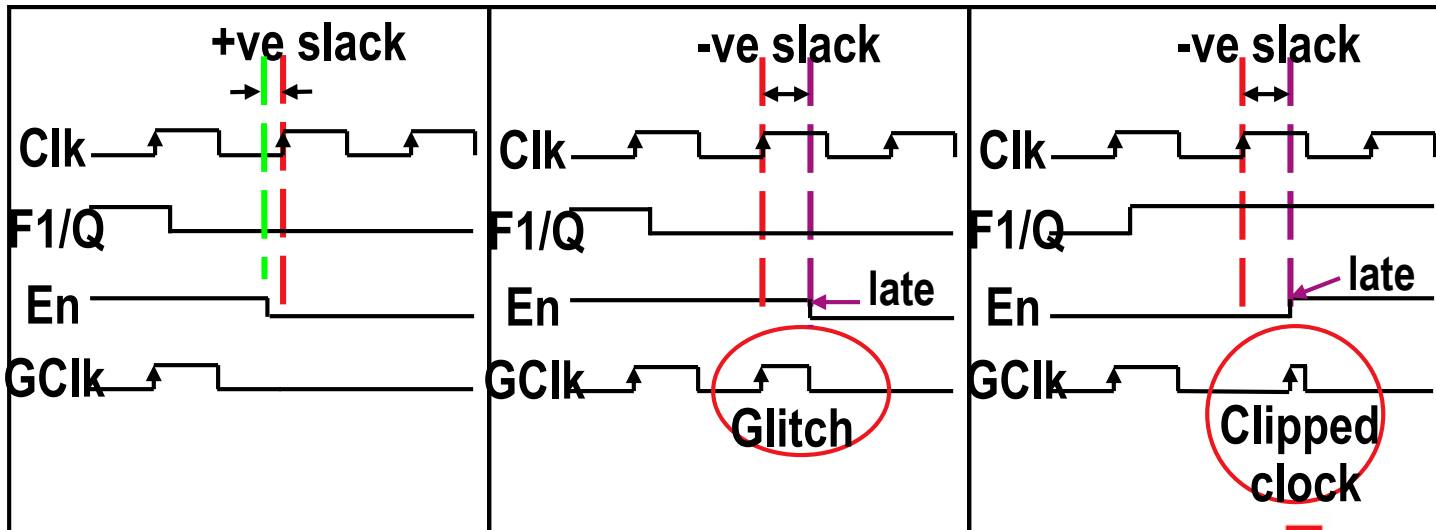 +ve slack
Clk
F1/Q
En
GClk
-ve slack
Clk
F1/Q
En
late
GClk
Glitch
-ve slack
Clk
F1/Q
En
late
GClk
Clipped
clock